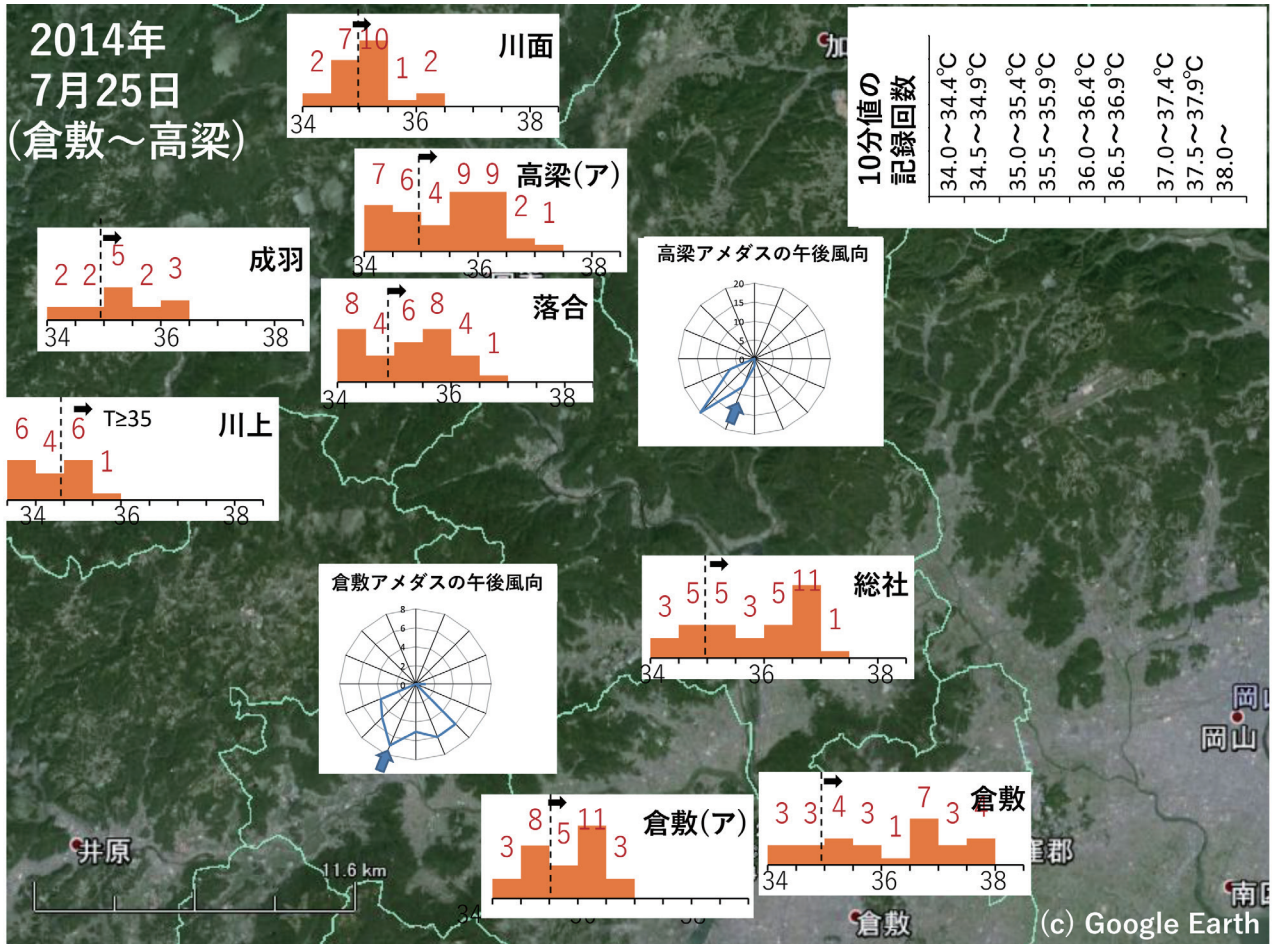 2014年
7月25日
(倉敷～高梁)
川面
2 7 10 1 2
34 36 38
加
10分値の
記録回数
34.0～34.4℃
34.5～34.9℃
35.0～35.4℃
35.5～35.9℃
36.0～36.4℃
36.5～36.9℃
37.0～37.4℃
37.5～37.9℃
38.0～
高梁(ア)
7 6 4 9 9 2 1
34 36 38
成羽
2 2 5 2 3
34 36 38
落合
8 4 6 8 4 1
34 36 38
高梁アメダスの午後風向
20
15
10
5
0
T≥35
川上
6 4 6 1
34 36 38
倉敷アメダスの午後風向
8
6
4
2
0
総社
3 5 5 3 5 11 1
34 36 38
岡山
倉敷(ア)
3 8 5 11 3
34
倉敷
3 3 4 3 1 7 3 4
34 36 38
窪郡
井原
11.6 km
倉敷
南
(c) Google Earth